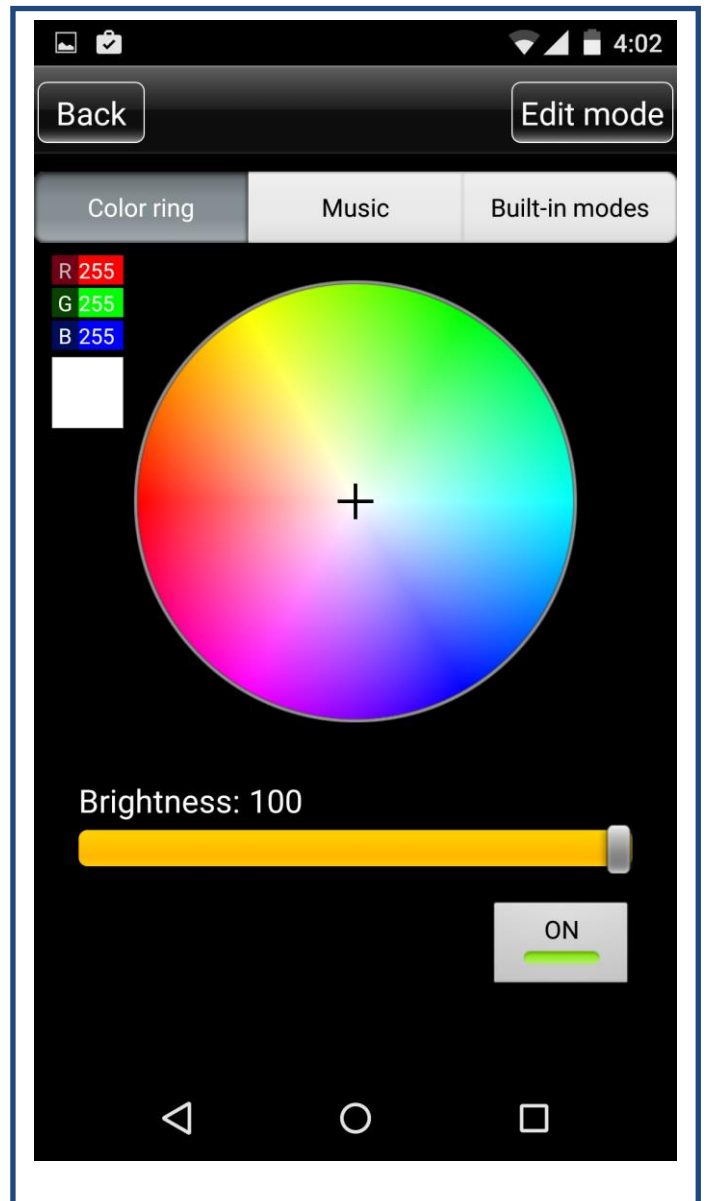 4:02
Back Edit mode
Color ring Music Built-in modes
R 255
G 255
B 255
Brightness: 100
ON